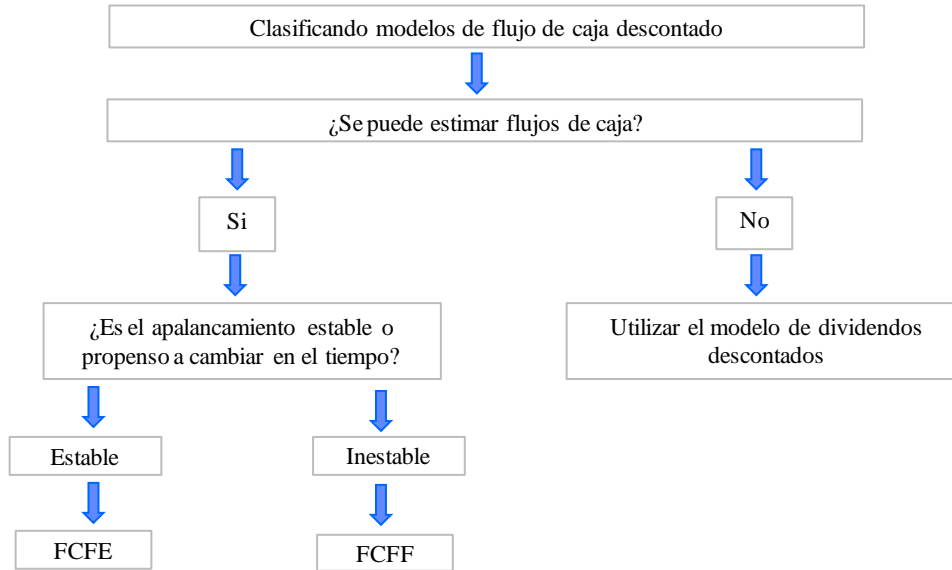 Clasificando modelos de flujo de caja descontado
¿Se puede estimar flujos de caja?
Si
No
¿Es el apalancamiento estable o
propenso a cambiar en el tiempo?
Utilizar el modelo de dividendos
descontados
Estable
Inestable
FCFE
FCFF